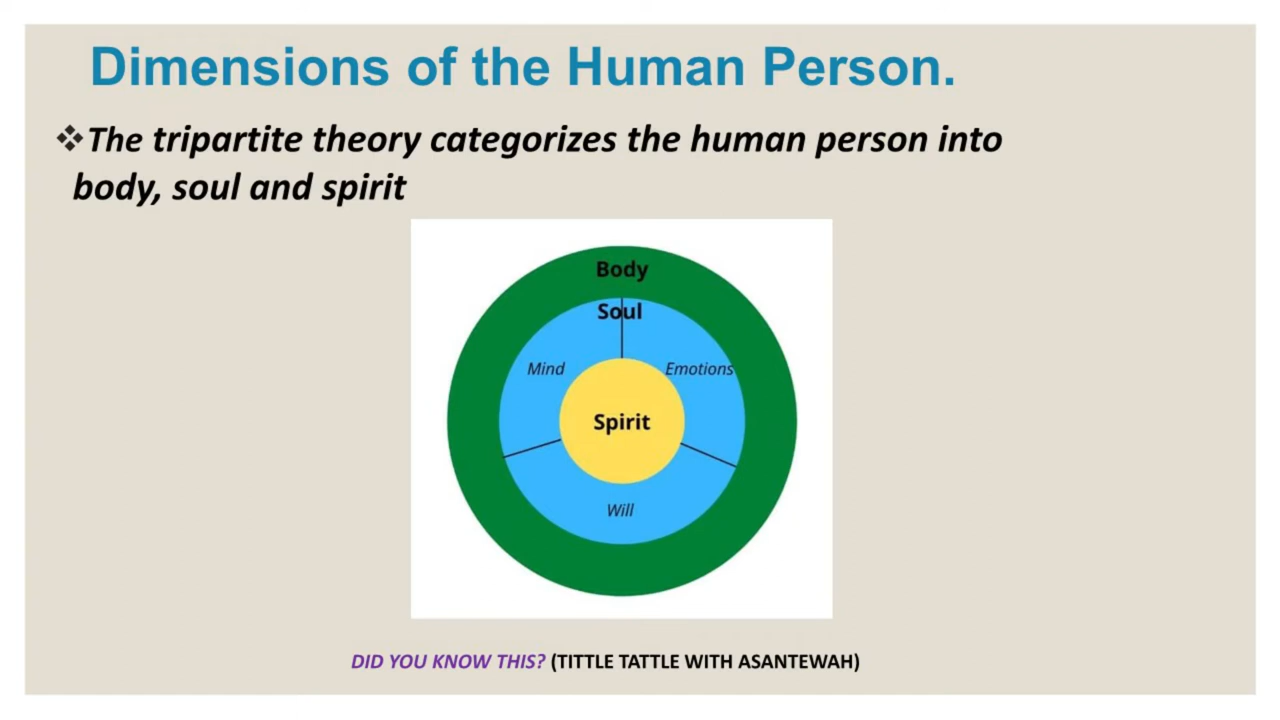 Dimensions of the Human Person.
❖The tripartite theory categorizes the human person into
body, soul and spirit
Body
Soul
Mind
Emotions
Spirit
Will
DID YOU KNOW THIS? (TITTLE TATTLE WITH ASANTEWAH)